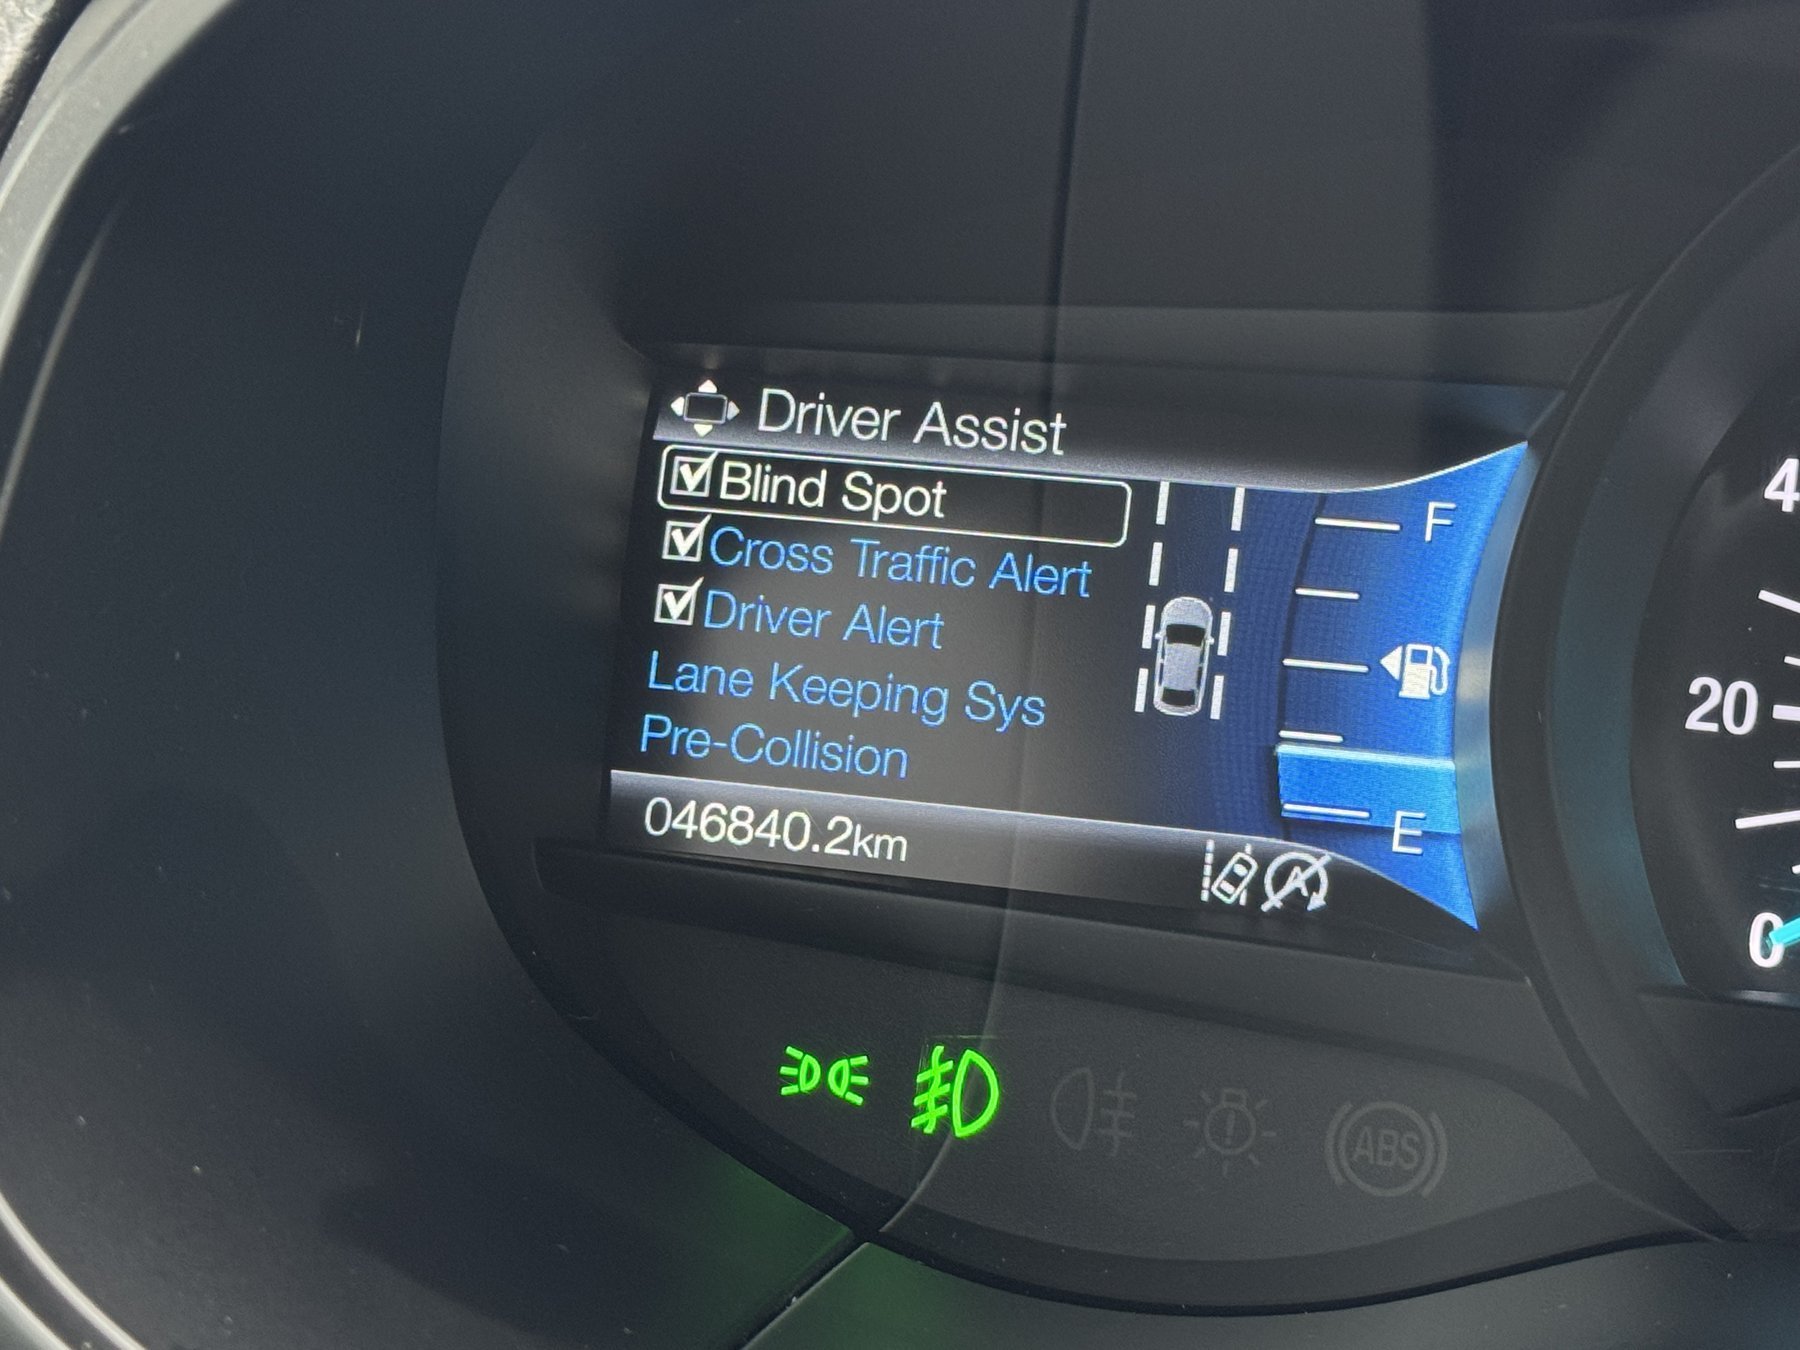 Driver Assist
Blind Spot
Cross Traffic Alert
Driver Alert
Lane Keeping Sys
Pre-Collision
046840.2km
F
E
4
20
0
ABS